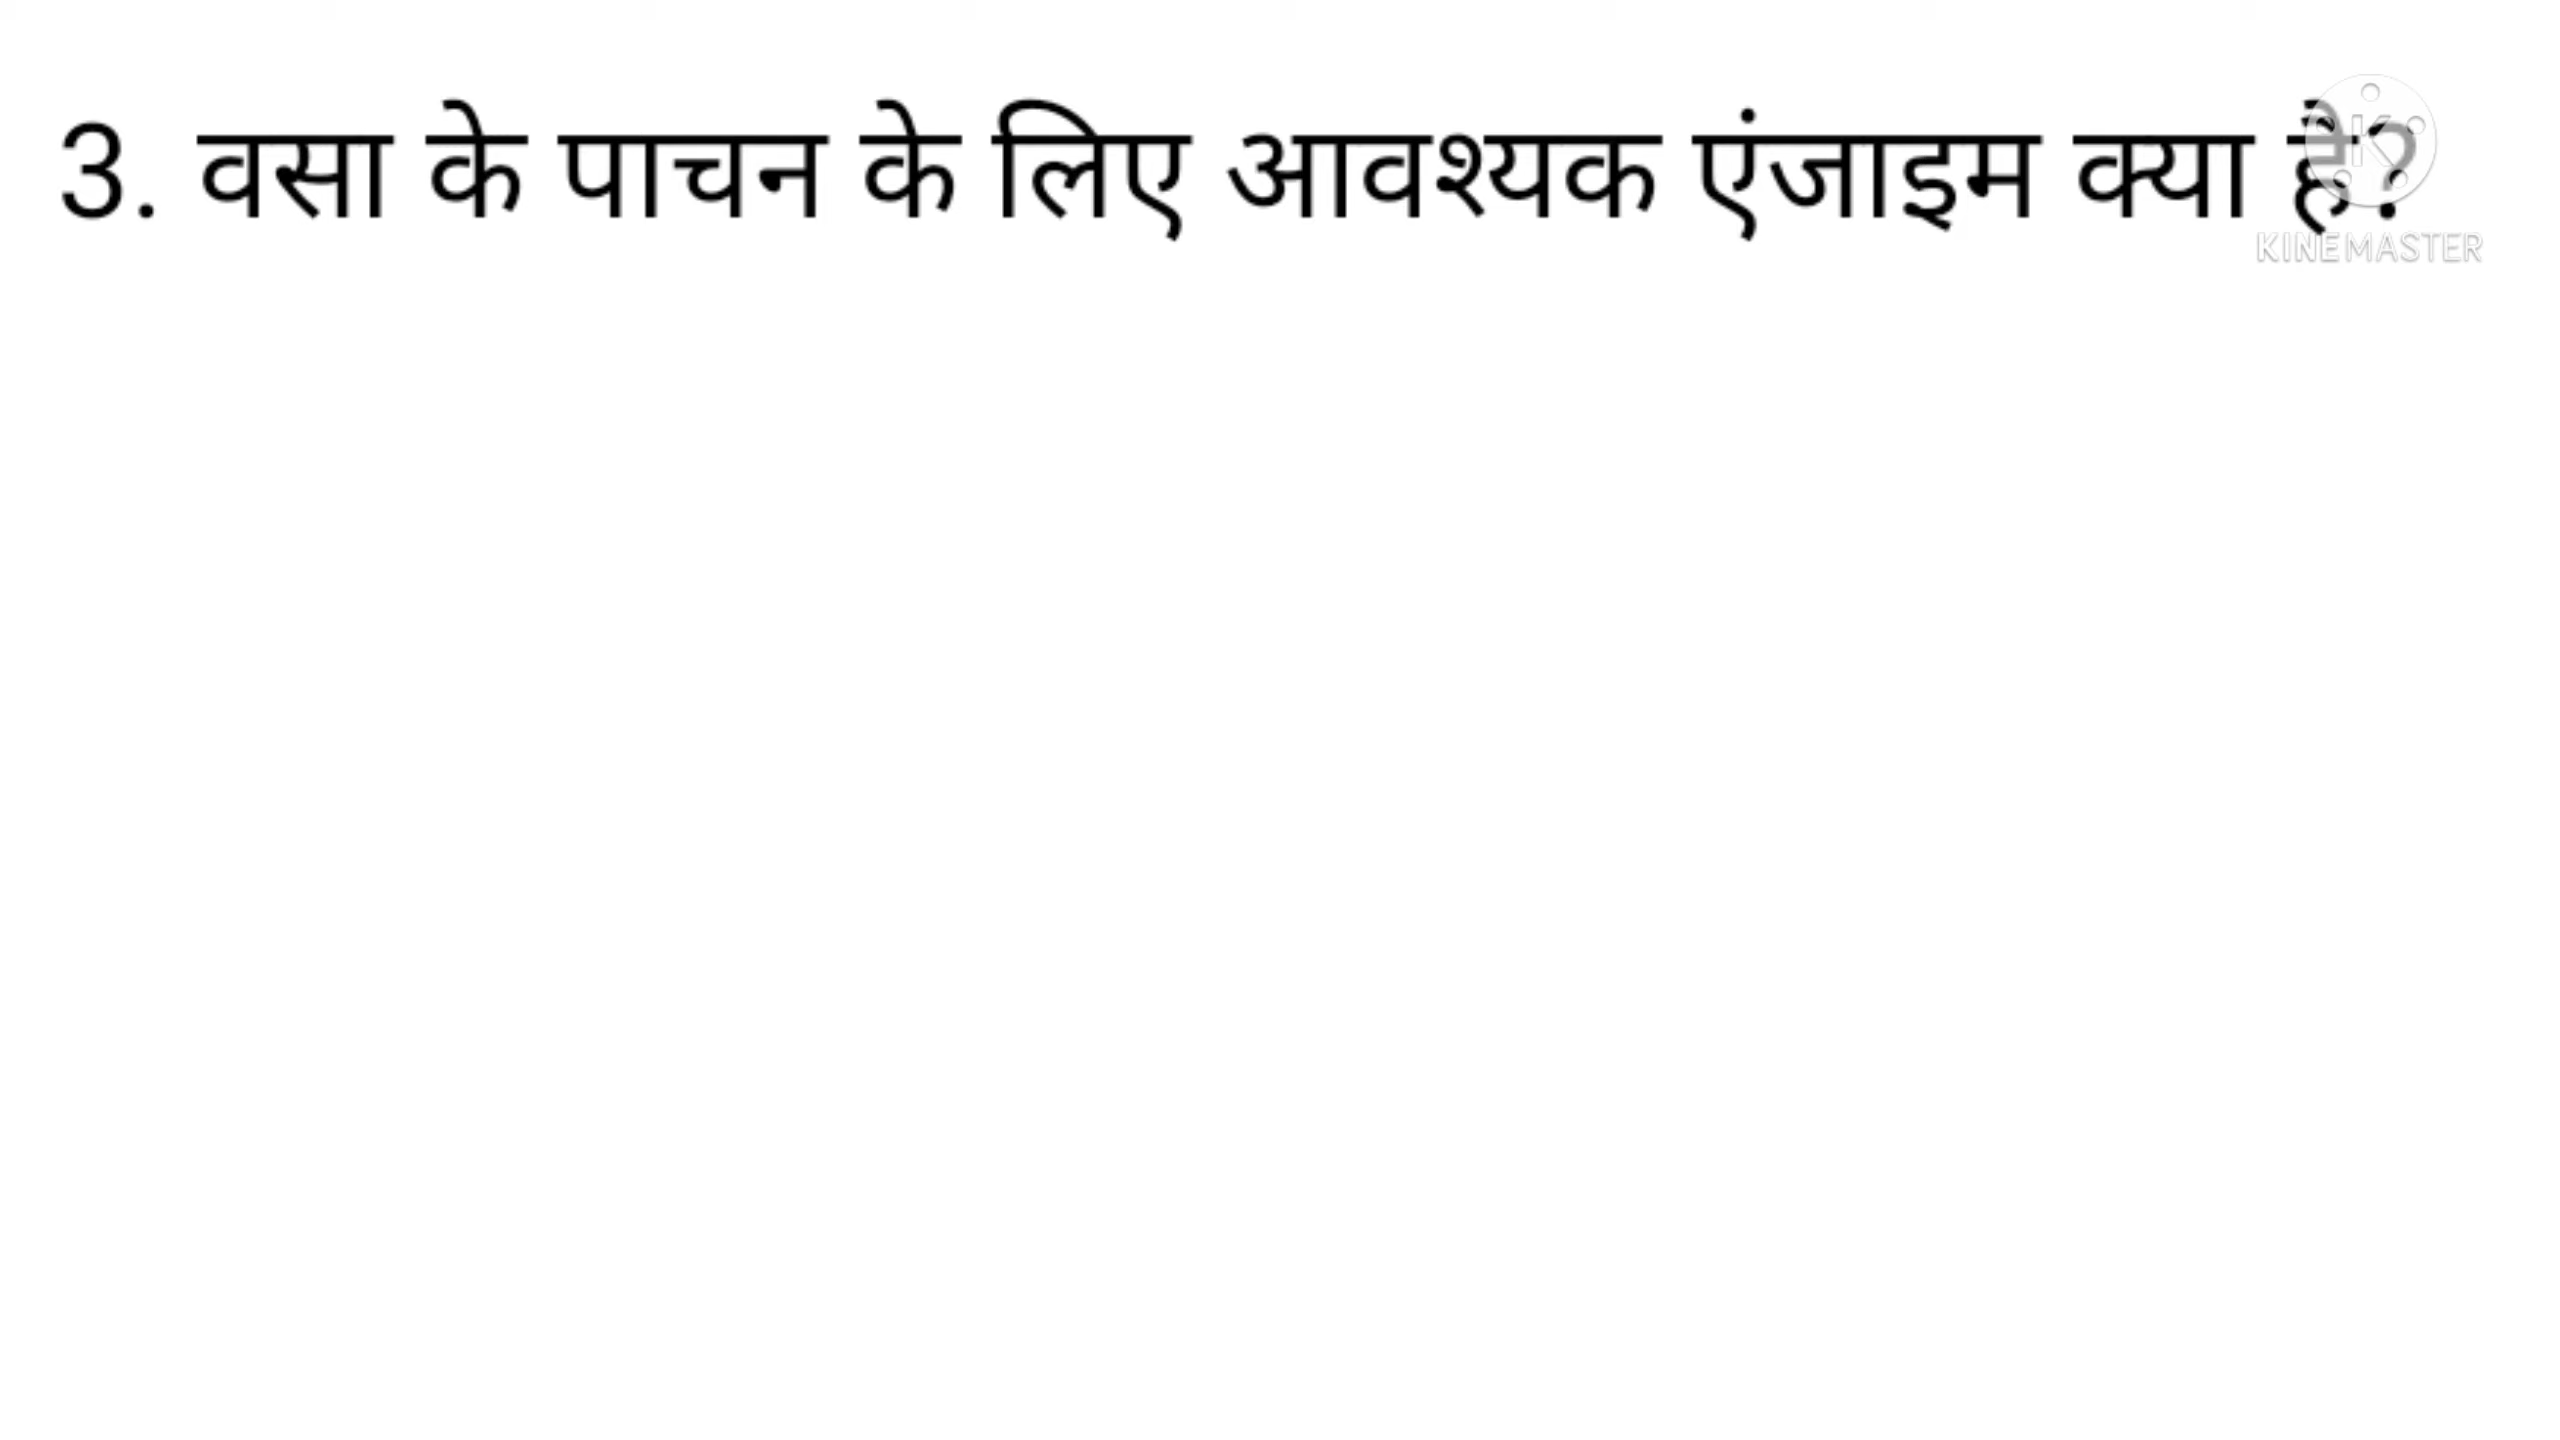 3. वसा के पाचन के लिए आवश्यक एंजाइम क्या है?
KINEMASTER